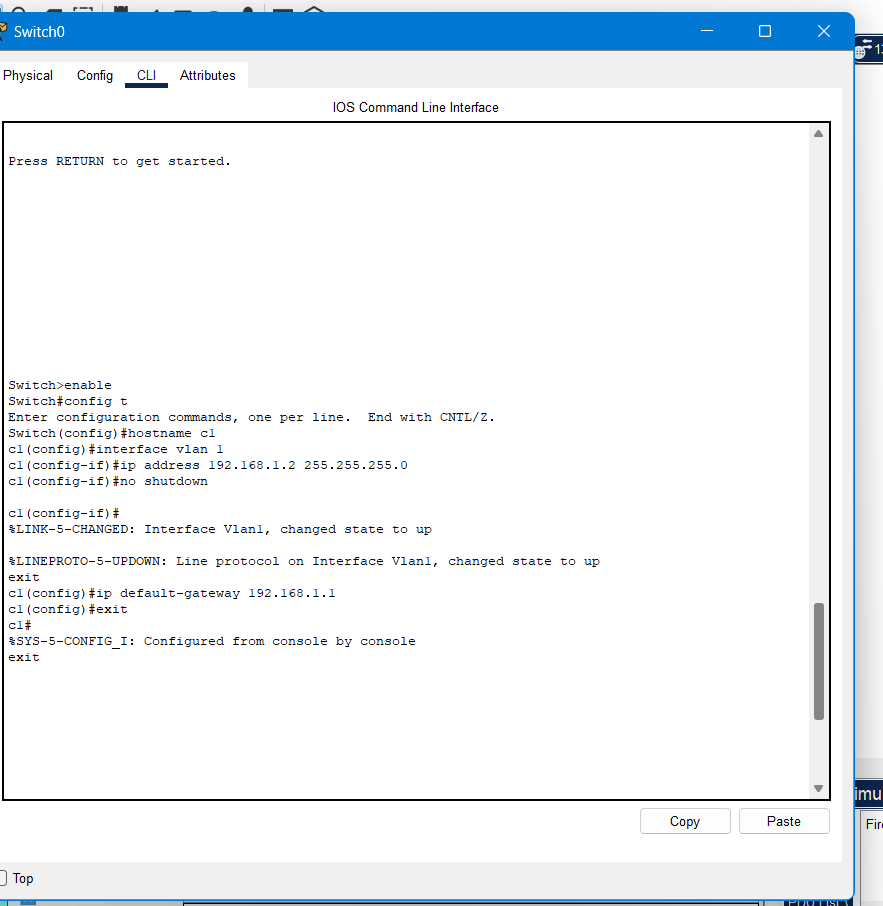 Switch0
Physical Config CLI Attributes
IOS Command Line Interface
Press RETURN to get started.
Switch>enable
Switch#config t
Enter configuration commands, one per line.  End with CNTL/Z.
Switch(config)#hostname c1
c1(config)#interface vlan 1
c1(config-if)#ip address 192.168.1.2 255.255.255.0
c1(config-if)#no shutdown
c1(config-if)#
%LINK-5-CHANGED: Interface Vlan1, changed state to up
%LINEPROTO-5-UPDOWN: Line protocol on Interface Vlan1, changed state to up
exit
c1(config)#ip default-gateway 192.168.1.1
c1(config)#exit
c1#
%SYS-5-CONFIG_I: Configured from console by console
exit
Copy Paste
Top